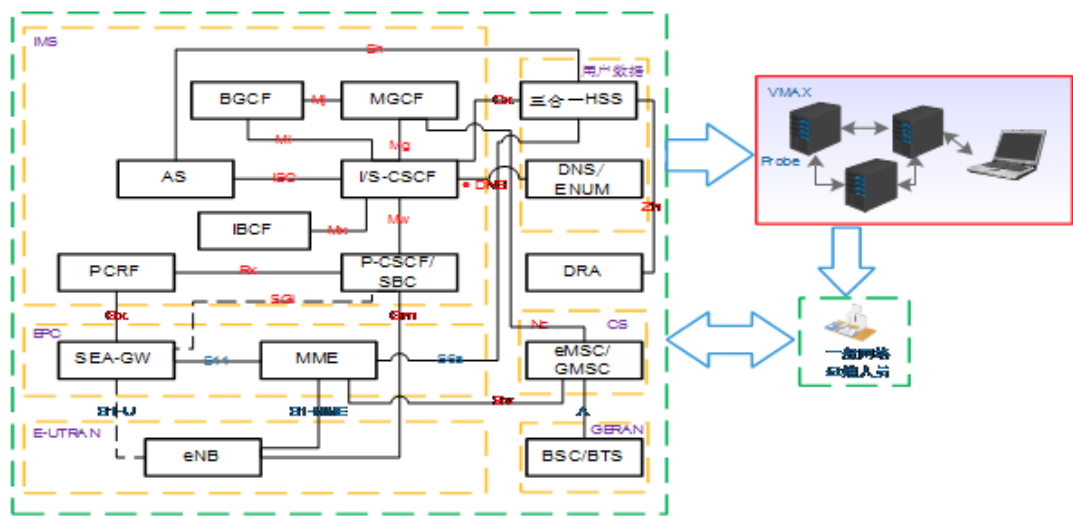 IMS
Sh
用户数据
BGCF
Mj
MGCF
Cx
三合一HSS
VMAX
Mi
Mg
Probe
AS
ISC
I/S-CSCF
DNS/
ENUM
Mw
Zh
IBCF
Mx
PCRF
Rx
P-CSCF/
SBC
DRA
SGi
Gx
Gm
Nc
CS
EPC
SEA-GW
S11
MME
S6a
eMSC/
GMSC
S1-U
S1-MME
Sv
A
E-UTRAN
GERAN
eNB
BSC/BTS